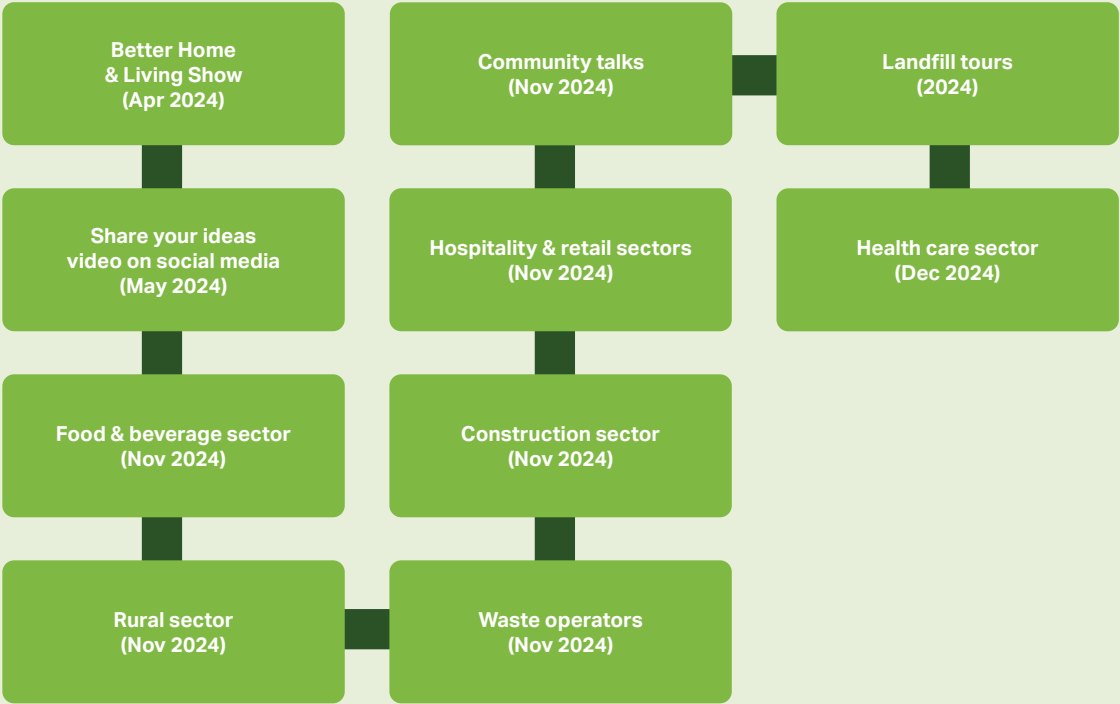 Better Home
& Living Show
(Apr 2024)
Share your ideas
video on social media
(May 2024)
Food & beverage sector
(Nov 2024)
Rural sector
(Nov 2024)
Waste operators
(Nov 2024)
Construction sector
(Nov 2024)
Hospitality & retail sectors
(Nov 2024)
Community talks
(Nov 2024)
Landfill tours
(2024)
Health care sector
(Dec 2024)